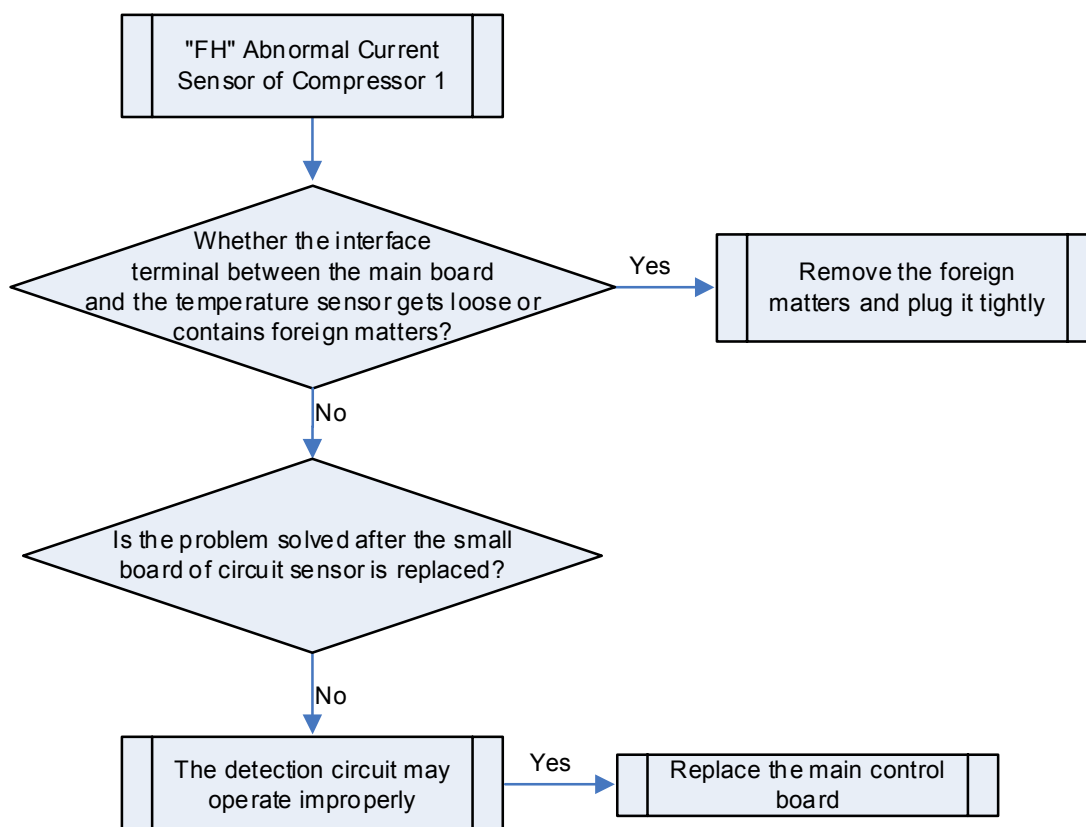 "FH" Abnormal Current
Sensor of Compressor 1
Whether the interface
terminal between the main board
and the temperature sensor gets loose or
contains foreign matters?
Yes
Remove the foreign
matters and plug it tightly
No
Is the problem solved after the small
board of circuit sensor is replaced?
No
The detection circuit may
operate improperly
Yes
Replace the main control
board